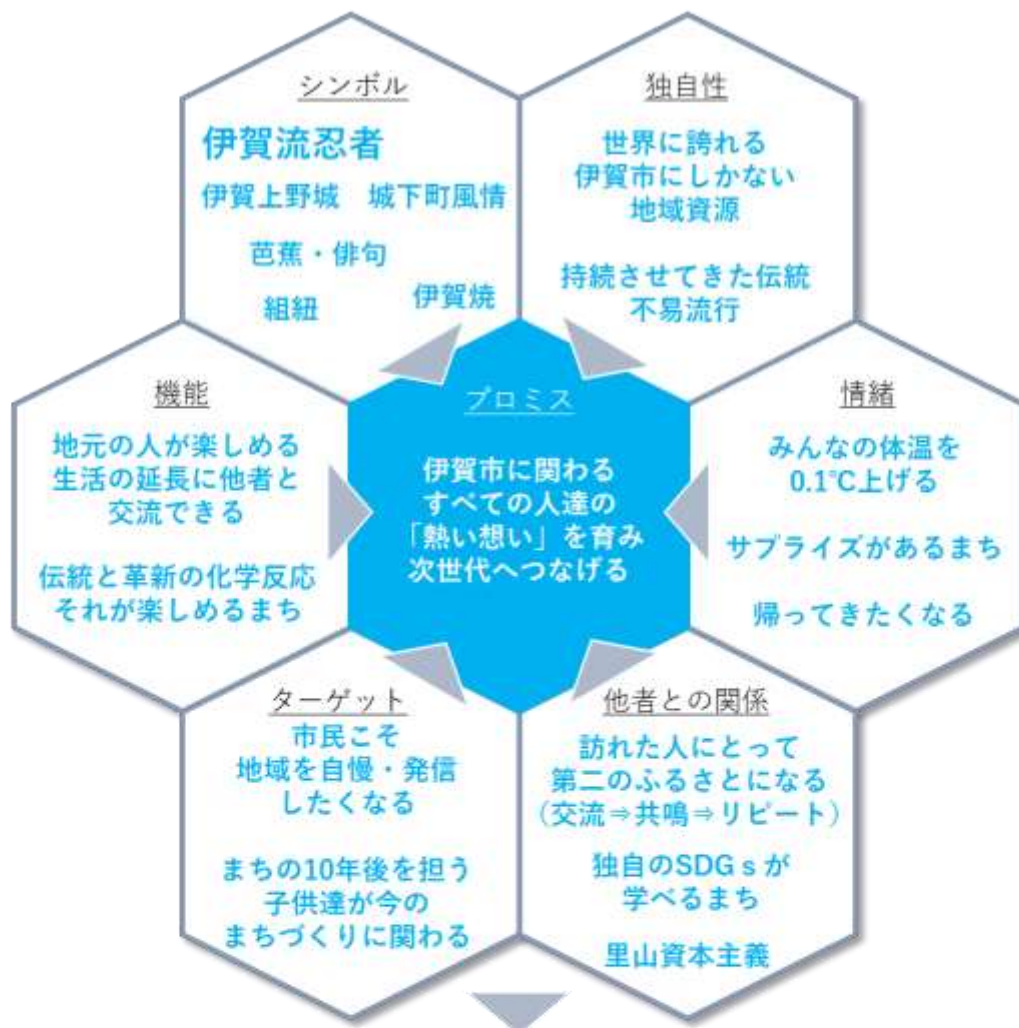 シンボル
伊賀流忍者
伊賀上野城　城下町風情
芭蕉・俳句
組紐
伊賀焼
独自性
世界に誇れる
伊賀市にしかない
地域資源
持続させてきた伝統
不易流行
機能
地元の人が楽しめる
生活の延長に他者と
交流できる
伝統と革新の化学反応
それが楽しめるまち
プロミス
伊賀市に関わる
すべての人達の
「熱い想い」を育み
次世代へつなげる
情緒
みんなの体温を
0.1℃上げる
サプライズがあるまち
帰ってきたくなる
ターゲット
市民こそ
地域を自慢・発信
したくなる
まちの10年後を担う
子供達が今の
まちづくりに関わる
他者との関係
訪れた人にとって
第二のふるさとになる
（交流⇒共鳴⇒リピート）
独自のSDGｓが
学べるまち
里山資本主義